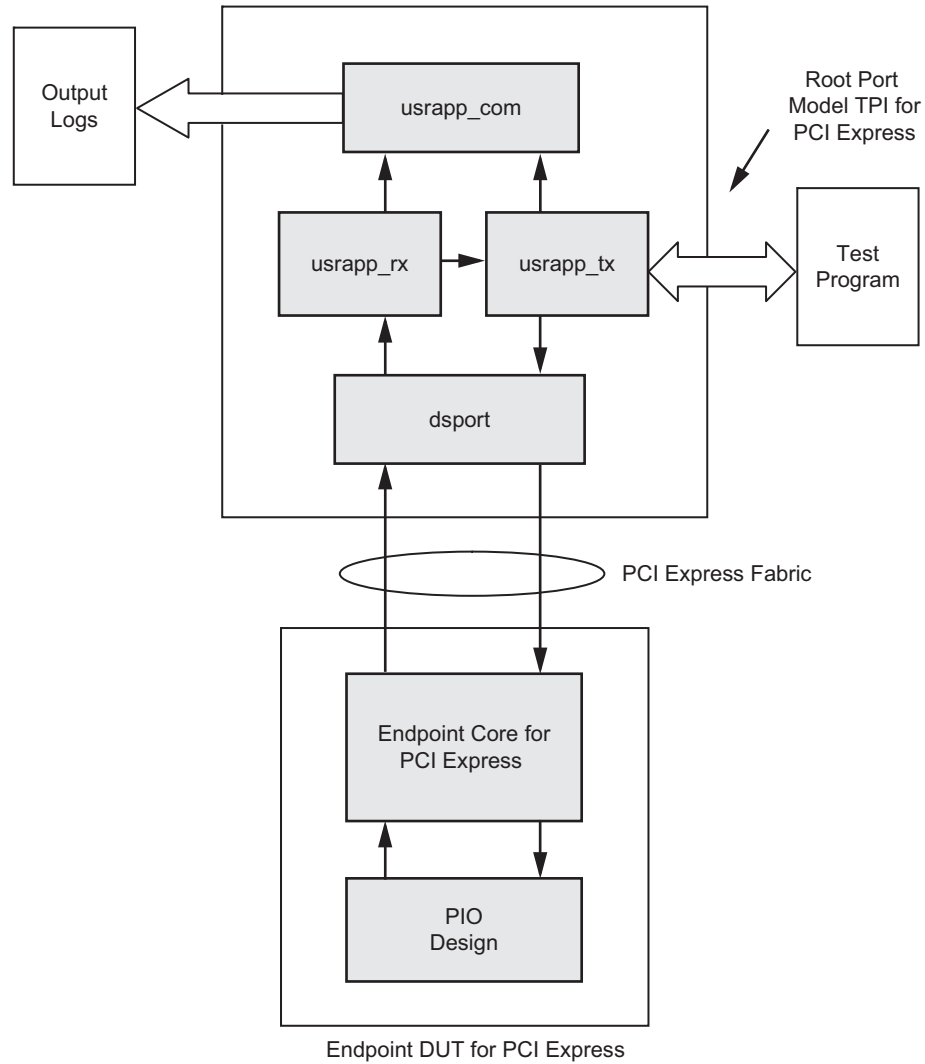 Output
Logs
usrapp_com
Root Port
Model TPI for
PCI Express
usrapp_rx
usrapp_tx
Test
Program
dsport
PCI Express Fabric
Endpoint Core for
PCI Express
PIO
Design
Endpoint DUT for PCI Express